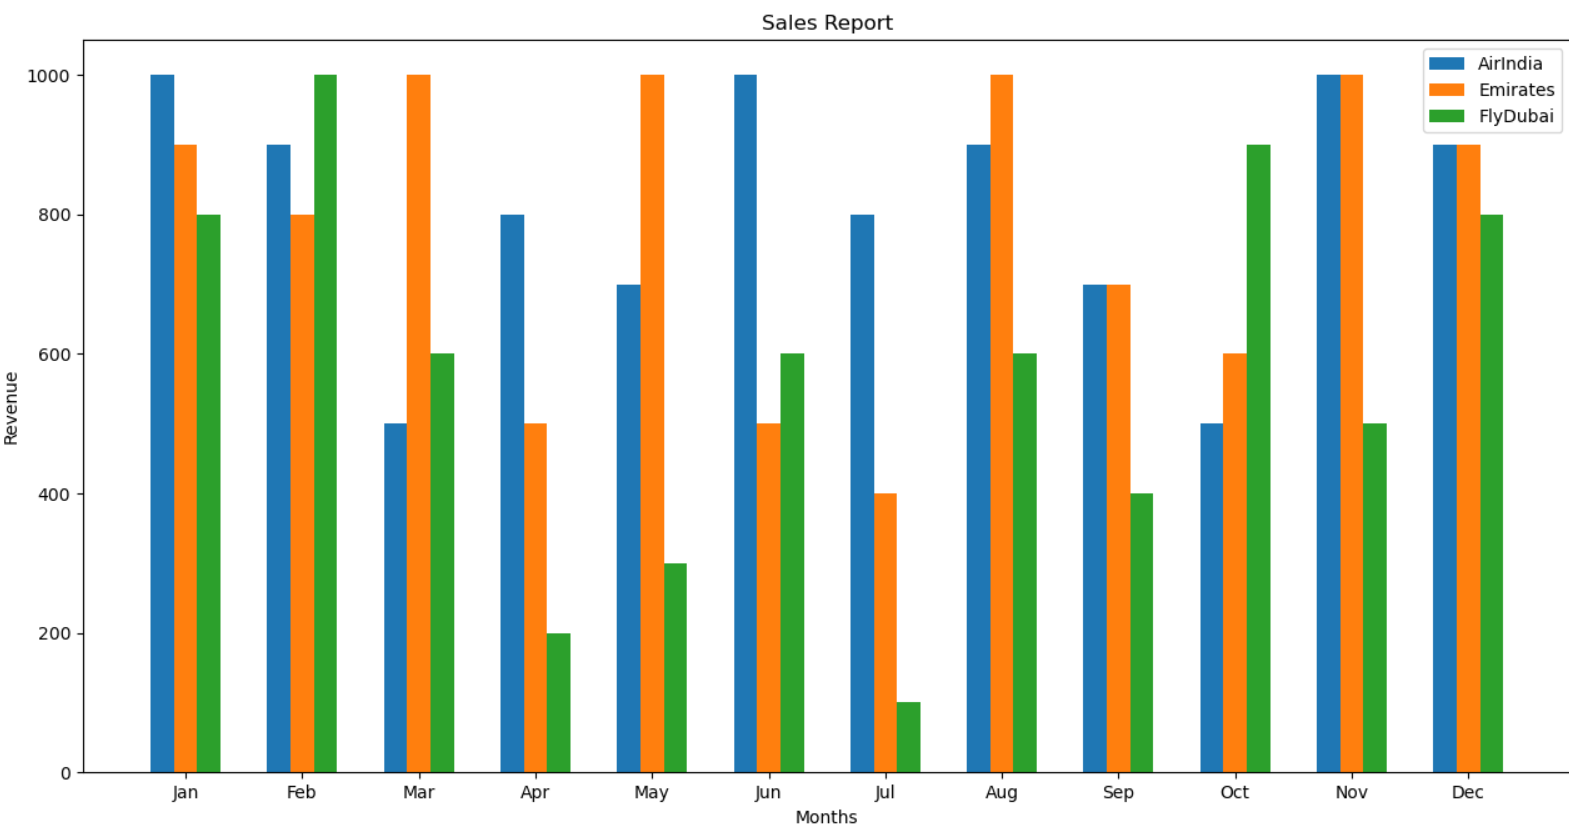 Sales Report
AirIndia
Emirates
FlyDubai
Revenue
1000
800
600
400
200
0
Jan Feb Mar Apr May Jun Jul Aug Sep Oct Nov Dec
Months